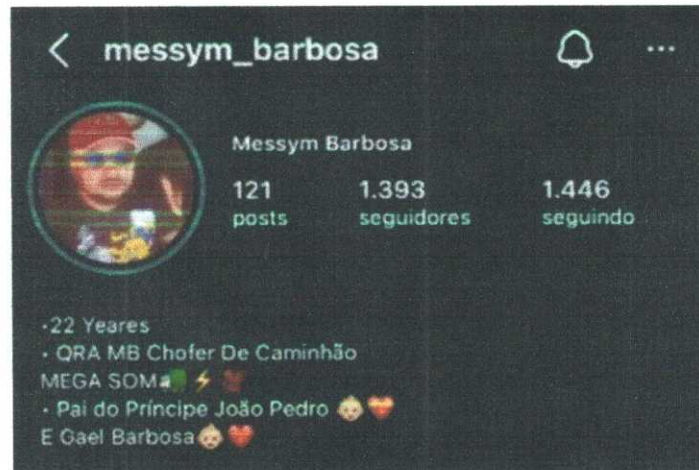 messym_barbosa
Messym Barbosa
121 1.393 1.446
posts seguidores seguindo
•22 Yeares
• QRA MB Chofer De Caminhão
MEGA SOM
• Pai do Príncipe João Pedro
E Gael Barbosa